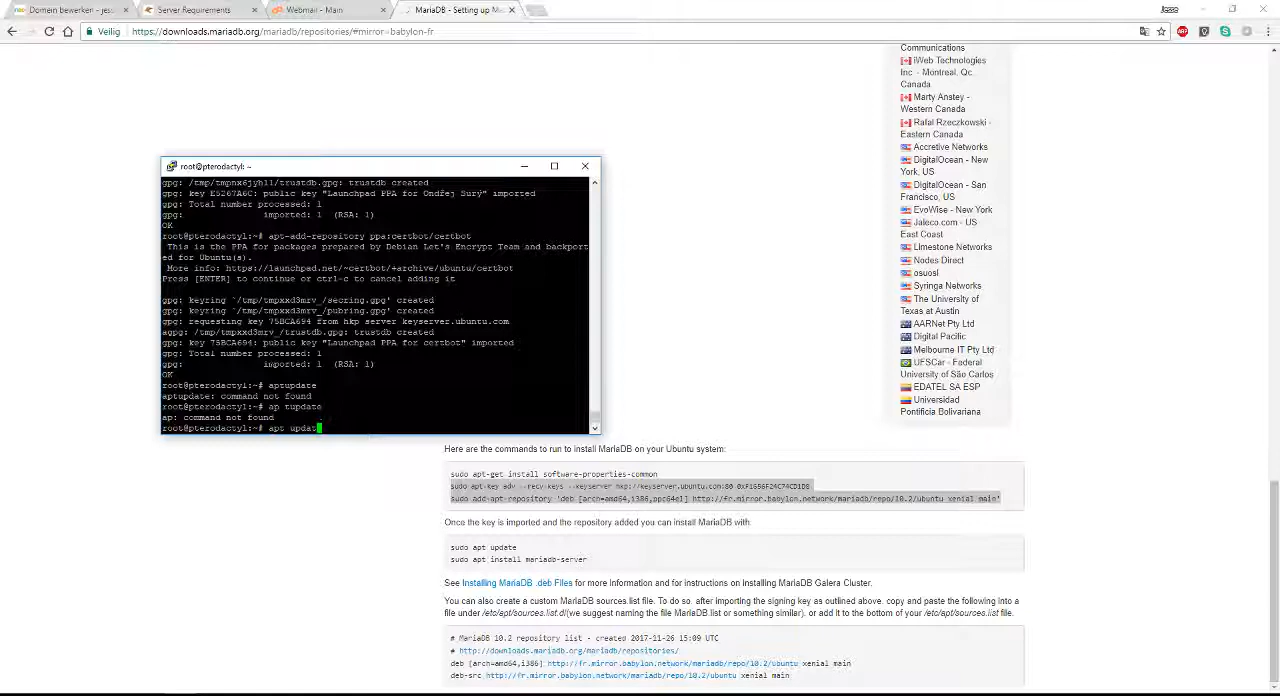 Domein bewerken - jess
Server Requirements
Webmail - Main
MariaDB - Setting up Ma
Jesse
Veilig
https://downloads.mariadb.org/mariadb/repositories/#mirror=babylon-fr
Communications
iWeb Technologies
Inc - Montreal, Qc
Canada
Marty Anstey -
Western Canada
Rafal Rzeczkowski -
Eastern Canada
Accretive Networks
DigitalOcean - New
York, US
DigitalOcean - San
Francisco, US
EvoWise - New York
Jaleco.com - US
East Coast
Limestone Networks
Nodes Direct
osuosl
Syringa Networks
The University of
Texas at Austin
AARNet Pty Ltd
Digital Pacific
Melbourne IT Pty Ltd
UFSCar - Federal
University of São Carlos
EDATEL SA ESP
Universidad
Pontificia Bolivariana
root@pterodactyl: ~
gpg: /tmp/tmpnx6jyh11/trustdb.gpg: trustdb created
gpg: key E5267A6C: public key "Launchpad PPA for Ondřej Surý" imported
gpg: Total number processed: 1
gpg: imported: 1 (RSA: 1)
OK
root@pterodactyl:~# apt-add-repository ppa:certbot/certbot
This is the PPA for packages prepared by Debian Let's Encrypt Team and backport
ed for Ubuntu(s).
More info: https://launchpad.net/~certbot/+archive/ubuntu/certbot
Press [ENTER] to continue or ctrl-c to cancel adding it
gpg: keyring `/tmp/tmpxxd3mrv_/secring.gpg' created
gpg: keyring `/tmp/tmpxxd3mrv_/pubring.gpg' created
gpg: requesting key 75BCA694 from hkp server keyserver.ubuntu.com
agpg: /tmp/tmpxxd3mrv_/trustdb.gpg: trustdb created
gpg: key 75BCA694: public key "Launchpad PPA for certbot" imported
gpg: Total number processed: 1
gpg: imported: 1 (RSA: 1)
OK
root@pterodactyl:~# aptupdate
aptupdate: command not found
root@pterodactyl:~# ap tupdate
ap: command not found
root@pterodactyl:~# apt updat
Here are the commands to run to install MariaDB on your Ubuntu system:
sudo apt-get install software-properties-common
sudo apt-key adv --recv-keys --keyserver hkp://keyserver.ubuntu.com:80 0xF1656F24C74CD1D8
sudo add-apt-repository 'deb [arch=amd64,i386,ppc64el] http://fr.mirror.babylon.network/mariadb/repo/10.2/ubuntu xenial main'
Once the key is imported and the repository added you can install MariaDB with:
sudo apt update
sudo apt install mariadb-server
See Installing MariaDB .deb Files for more information and for instructions on installing MariaDB Galera Cluster.
You can also create a custom MariaDB sources.list file. To do so, after importing the signing key as outlined above, copy and paste the following into a
file under /etc/apt/sources.list.d/(we suggest naming the file MariaDB.list or something similar), or add it to the bottom of your /etc/apt/sources.list file.
# MariaDB 10.2 repository list - created 2017-11-26 15:09 UTC
# http://downloads.mariadb.org/mariadb/repositories/
deb [arch=amd64,i386] http://fr.mirror.babylon.network/mariadb/repo/10.2/ubuntu xenial main
deb-src http://fr.mirror.babylon.network/mariadb/repo/10.2/ubuntu xenial main